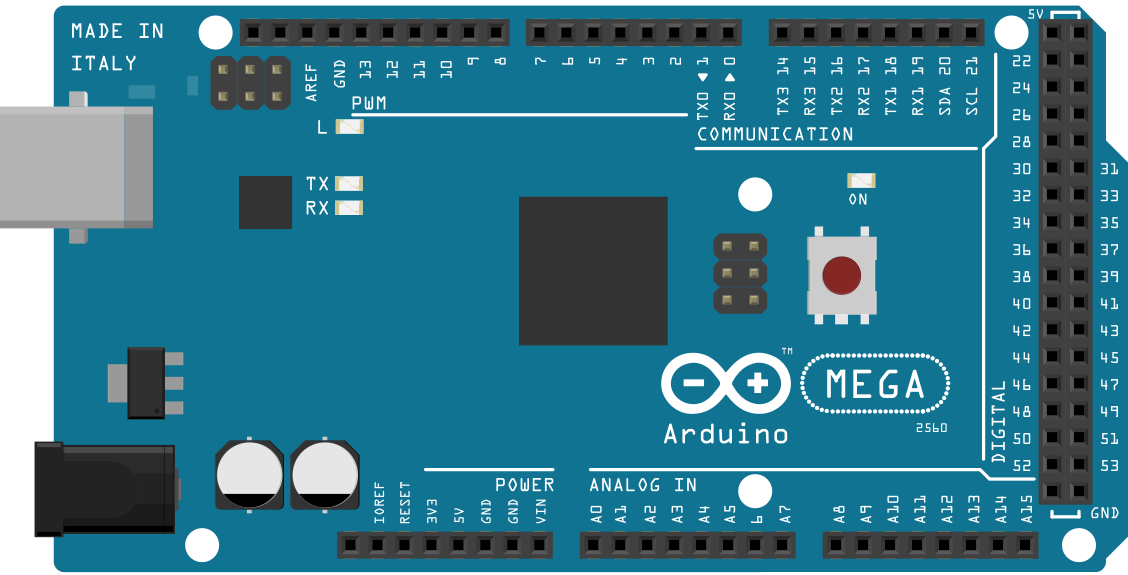 MADE IN
ITALY
5V
AREF
GND
13
12
11
10
9
8
7
6
5
4
3
2
TX0 1
RX0 0
TX3 14
RX3 15
TX2 16
RX2 17
TX1 18
RX1 19
SDA 20
SCL 21
PWM
COMMUNICATION
L
TX
RX
ON
22
24
26
28
30 31
32 33
34 35
36 37
38 39
40 41
42 43
44 45
46 47
48 49
50 51
52 53
DIGITAL
GND
TM
MEGA
2560
Arduino
POWER
ANALOG IN
IOREF
RESET
3V3
5V
GND
GND
VIN
A0
A1
A2
A3
A4
A5
6
A7
A8
A9
A10
A11
A12
A13
A14
A15